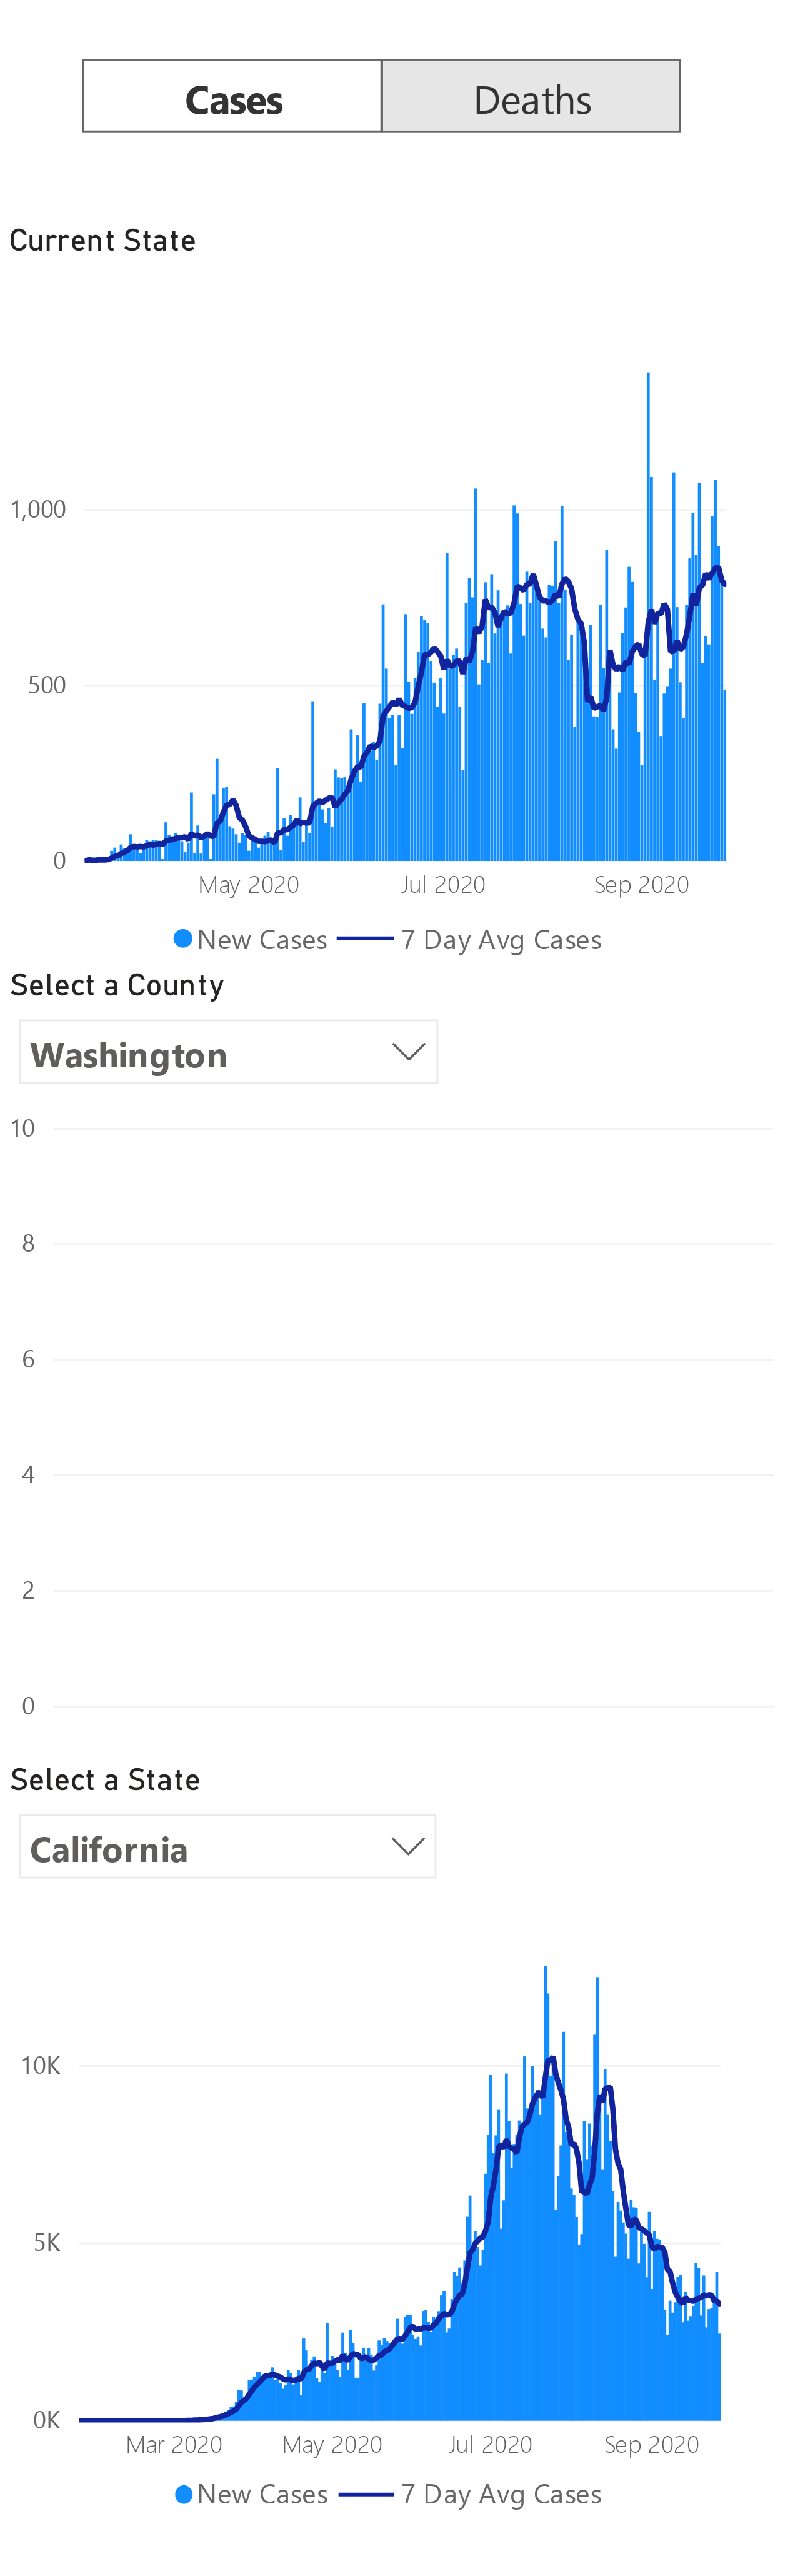 Cases Deaths
Current State
1,000
500
0
May 2020 Jul 2020 Sep 2020
New Cases 7 Day Avg Cases
Select a County
Washington
10
8
6
4
2
0
Select a State
California
10K
5K
0K
Mar 2020 May 2020 Jul 2020 Sep 2020
New Cases 7 Day Avg Cases